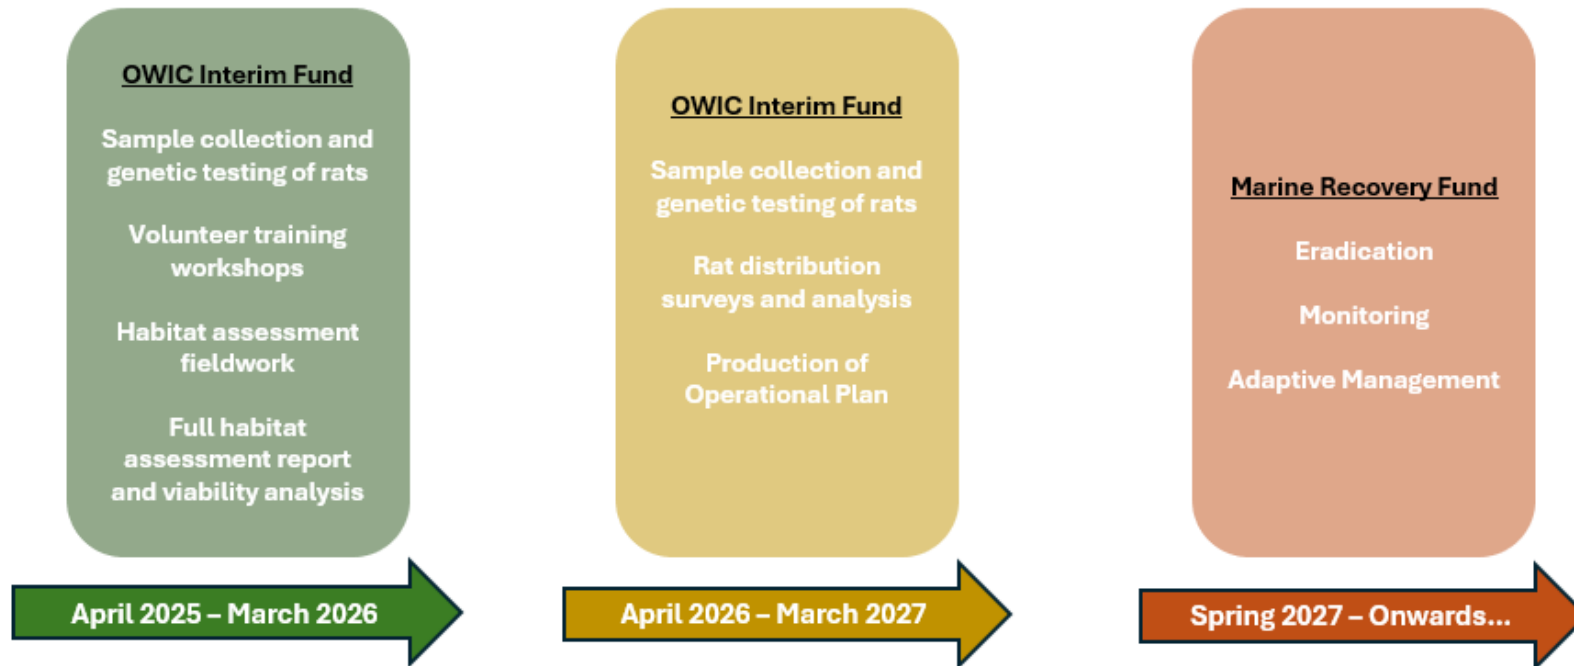 OWIC Interim Fund
Sample collection and
genetic testing of rats
Volunteer training
workshops
Habitat assessment
fieldwork
Full habitat
assessment report
and viability analysis
April 2025 – March 2026
OWIC Interim Fund
Sample collection and
genetic testing of rats
Rat distribution
surveys and analysis
Production of
Operational Plan
April 2026 – March 2027
Marine Recovery Fund
Eradication
Monitoring
Adaptive Management
Spring 2027 – Onwards...